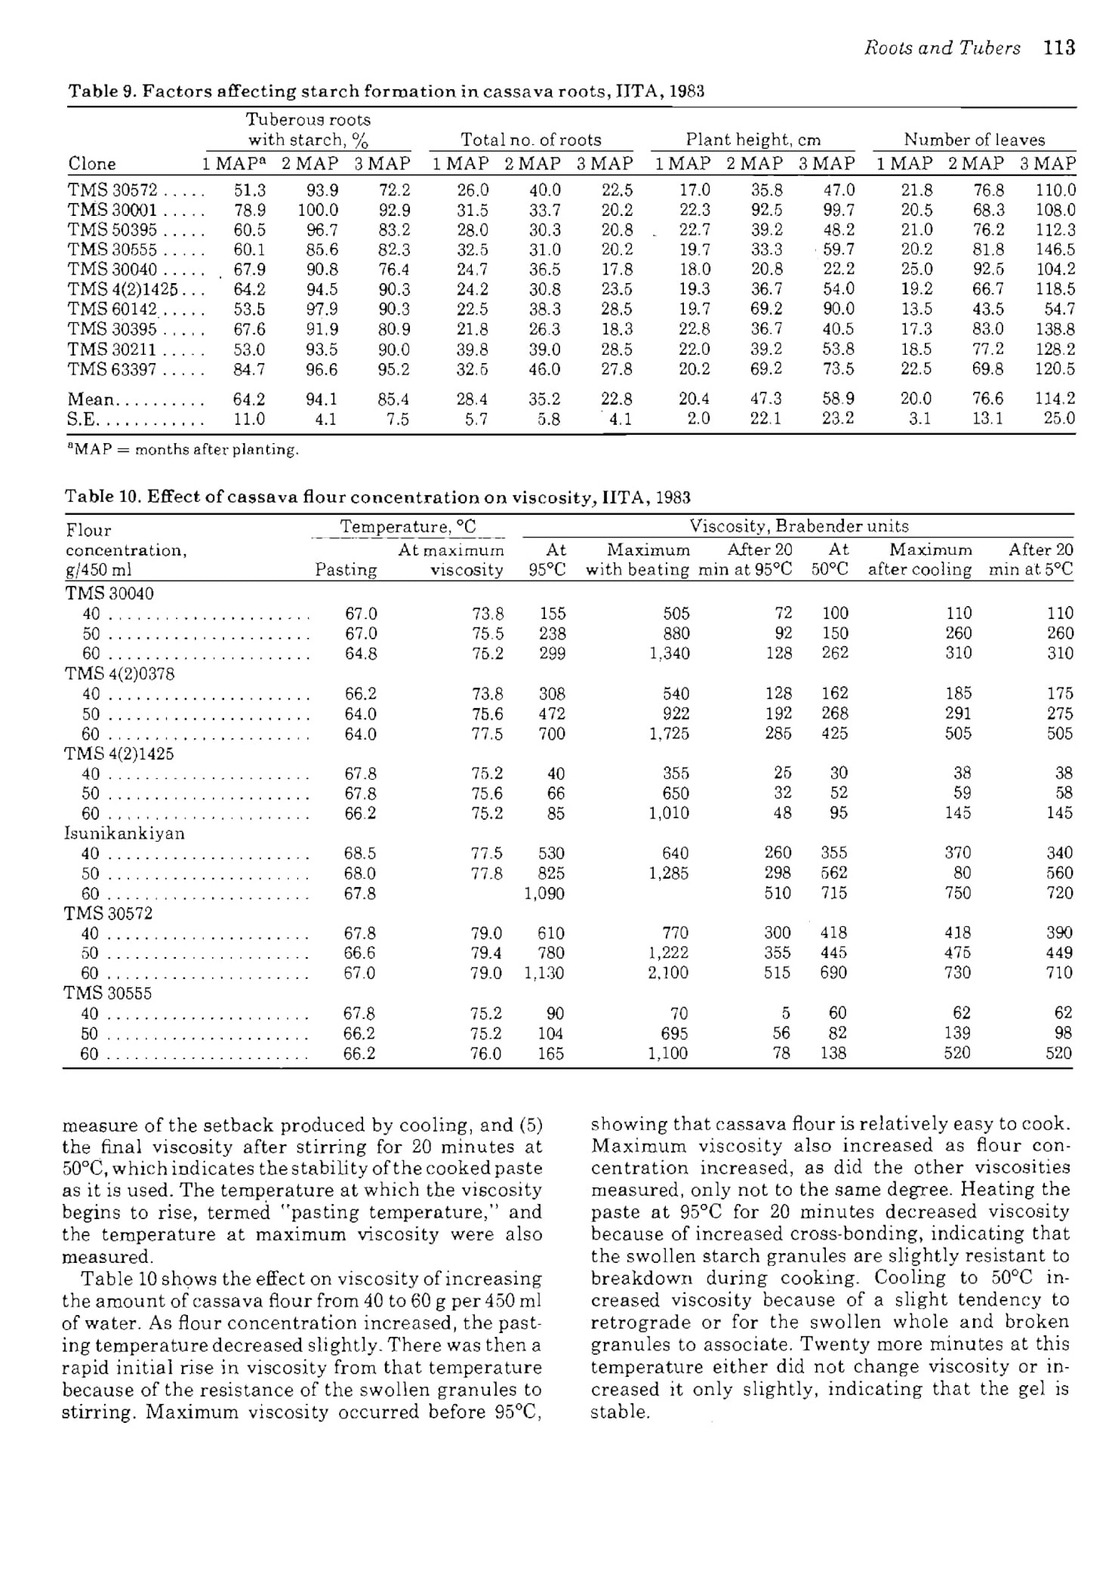 Roots and Tubers 113
Table 9. Factors affecting starch formation in cassava roots, IITA, 1983
Tuberous roots
with starch, % Total no. of roots Plant height, cm Number of leaves
Clone 1 MAPª 2 MAP 3 MAP 1 MAP 2 MAP 3 MAP 1 MAP 2 MAP 3 MAP 1 MAP 2 MAP 3 MAP
TMS 30572 ..... 51.3 93.9 72.2 26.0 40.0 22.5 17.0 35.8 47.0 21.8 76.8 110.0
TMS 30001 ..... 78.9 100.0 92.9 31.5 33.7 20.2 22.3 92.5 99.7 20.5 68.3 108.0
TMS 50395 ..... 60.5 96.7 83.2 28.0 30.3 20.8 22.7 39.2 48.2 21.0 76.2 112.3
TMS 30555 ..... 60.1 85.6 82.3 32.5 31.0 20.2 19.7 33.3 59.7 20.2 81.8 146.5
TMS 30040 ..... 67.9 90.8 76.4 24.7 36.5 17.8 18.0 20.8 22.2 25.0 92.5 104.2
TMS 4(2)1425... 64.2 94.5 90.3 24.2 30.8 23.5 19.3 36.7 54.0 19.2 66.7 118.5
TMS 60142 ..... 53.5 97.9 90.3 22.5 38.3 28.5 19.7 69.2 90.0 13.5 43.5 54.7
TMS 30395 ..... 67.6 91.9 80.9 21.8 26.3 18.3 22.8 36.7 40.5 17.3 83.0 138.8
TMS 30211 ..... 53.0 93.5 90.0 39.8 39.0 28.5 22.0 39.2 53.8 18.5 77.2 128.2
TMS 63397 ..... 84.7 96.6 95.2 32.5 46.0 27.8 20.2 69.2 73.5 22.5 69.8 120.5
Mean.......... 64.2 94.1 85.4 28.4 35.2 22.8 20.4 47.3 58.9 20.0 76.6 114.2
S.E............ 11.0 4.1 7.5 5.7 5.8 4.1 2.0 22.1 23.2 3.1 13.1 25.0
ªMAP = months after planting.
Table 10. Effect of cassava flour concentration on viscosity, IITA, 1983
Flour Temperature, °C Viscosity, Brabender units
concentration, At maximum At Maximum After 20 At Maximum After 20
g/450 ml Pasting viscosity 95°C with beating min at 95°C 50°C after cooling min at 5°C
TMS 30040
40 ...................... 67.0 73.8 155 505 72 100 110 110
50 ...................... 67.0 75.5 238 880 92 150 260 260
60 ...................... 64.8 75.2 299 1,340 128 262 310 310
TMS 4(2)0378
40 ...................... 66.2 73.8 308 540 128 162 185 175
50 ...................... 64.0 75.6 472 922 192 268 291 275
60 ...................... 64.0 77.5 700 1,725 285 425 505 505
TMS 4(2)1425
40 ...................... 67.8 75.2 40 355 25 30 38 38
50 ...................... 67.8 75.6 66 650 32 52 59 58
60 ...................... 66.2 75.2 85 1,010 48 95 145 145
Isunikankiyan
40 ...................... 68.5 77.5 530 640 260 355 370 340
50 ...................... 68.0 77.8 825 1,285 298 562 80 560
60 ...................... 67.8 1,090 510 715 750 720
TMS 30572
40 ...................... 67.8 79.0 610 770 300 418 418 390
50 ...................... 66.6 79.4 780 1,222 355 445 475 449
60 ...................... 67.0 79.0 1,130 2,100 515 690 730 710
TMS 30555
40 ...................... 67.8 75.2 90 70 5 60 62 62
50 ...................... 66.2 75.2 104 695 56 82 139 98
60 ...................... 66.2 76.0 165 1,100 78 138 520 520
measure of the setback produced by cooling, and (5)
the final viscosity after stirring for 20 minutes at
50°C, which indicates the stability of the cooked paste
as it is used. The temperature at which the viscosity
begins to rise, termed "pasting temperature," and
the temperature at maximum viscosity were also
measured.
Table 10 shows the effect on viscosity of increasing
the amount of cassava flour from 40 to 60 g per 450 ml
of water. As flour concentration increased, the past-
ing temperature decreased slightly. There was then a
rapid initial rise in viscosity from that temperature
because of the resistance of the swollen granules to
stirring. Maximum viscosity occurred before 95°C,
showing that cassava flour is relatively easy to cook.
Maximum viscosity also increased as flour con-
centration increased, as did the other viscosities
measured, only not to the same degree. Heating the
paste at 95°C for 20 minutes decreased viscosity
because of increased cross-bonding, indicating that
the swollen starch granules are slightly resistant to
breakdown during cooking. Cooling to 50°C in-
creased viscosity because of a slight tendency to
retrograde or for the swollen whole and broken
granules to associate. Twenty more minutes at this
temperature either did not change viscosity or in-
creased it only slightly, indicating that the gel is
stable.